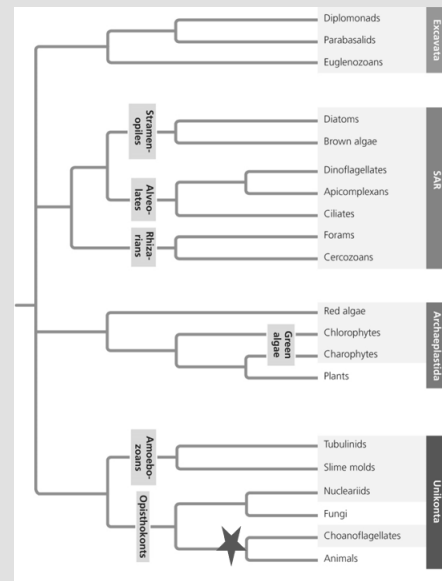 Diplomonads
Parabasalids
Euglenozoans
Excavata
Stramen-
opiles
Diatoms
Brown algae
Alveo-
lates
Dinoflagellates
Apicomplexans
Ciliates
Rhiza-
rians
Forams
Cercozoans
SAR
Red algae
Green
algae
Chlorophytes
Charophytes
Plants
Archaeplastida
Amoebo-
zoans
Tubulinids
Slime molds
Opisthokonts
Nucleariids
Fungi
Choanoflagellates
Animals
Unikonta